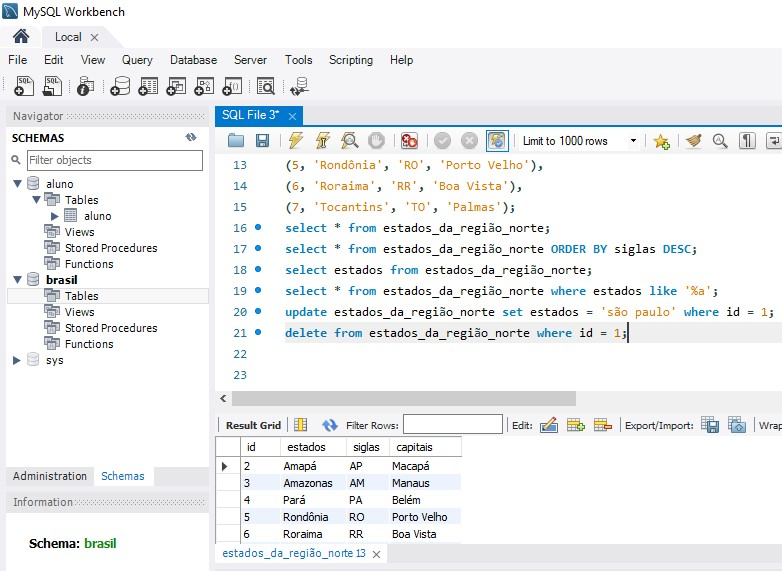 MySQL Workbench
Local
File Edit View Query Database Server Tools Scripting Help
Navigator
SCHEMAS
Filter objects
aluno
Tables
aluno
Views
Stored Procedures
Functions
brasil
Tables
Views
Stored Procedures
Functions
sys
Administration Schemas
Information
Schema: brasil
SQL File 3*
Limit to 1000 rows
13 (5, 'Rondônia', 'RO', 'Porto Velho'),
14 (6, 'Roraima', 'RR', 'Boa Vista'),
15 (7, 'Tocantins', 'TO', 'Palmas');
16 select * from estados_da_região_norte;
17 select * from estados_da_região_norte ORDER BY siglas DESC;
18 select estados from estados_da_região_norte;
19 select * from estados_da_região_norte where estados like '%a';
20 update estados_da_região_norte set estados = 'são paulo' where id = 1;
21 delete from estados_da_região_norte where id = 1;
22
23
Result Grid Filter Rows: Edit: Export/Import: Wrap
id estados siglas capitais
2 Amapá AP Macapá
3 Amazonas AM Manaus
4 Pará PA Belém
5 Rondônia RO Porto Velho
6 Roraima RR Boa Vista
estados_da_região_norte 13